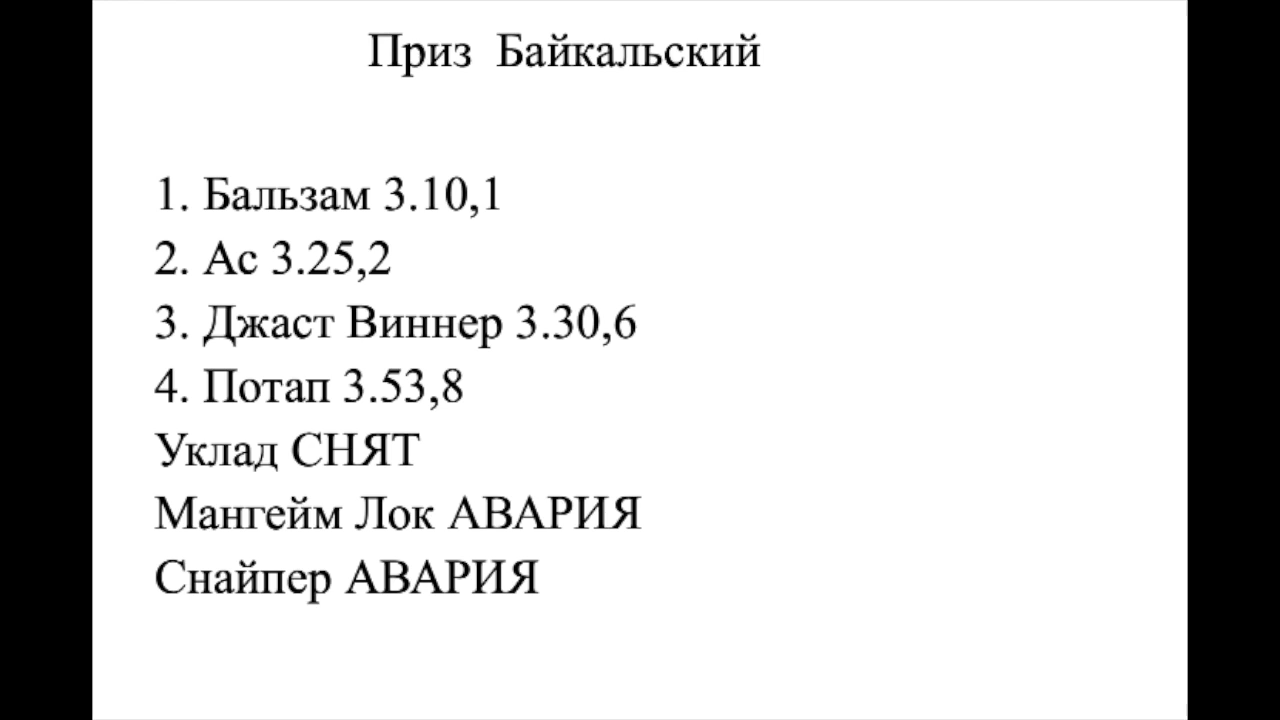 Приз Байкальский
1. Бальзам 3.10,1
2. Ас 3.25,2
3. Джаст Виннер 3.30,6
4. Потап 3.53,8
Уклад СНЯТ
Мангейм Лок АВАРИЯ
Снайпер АВАРИЯ